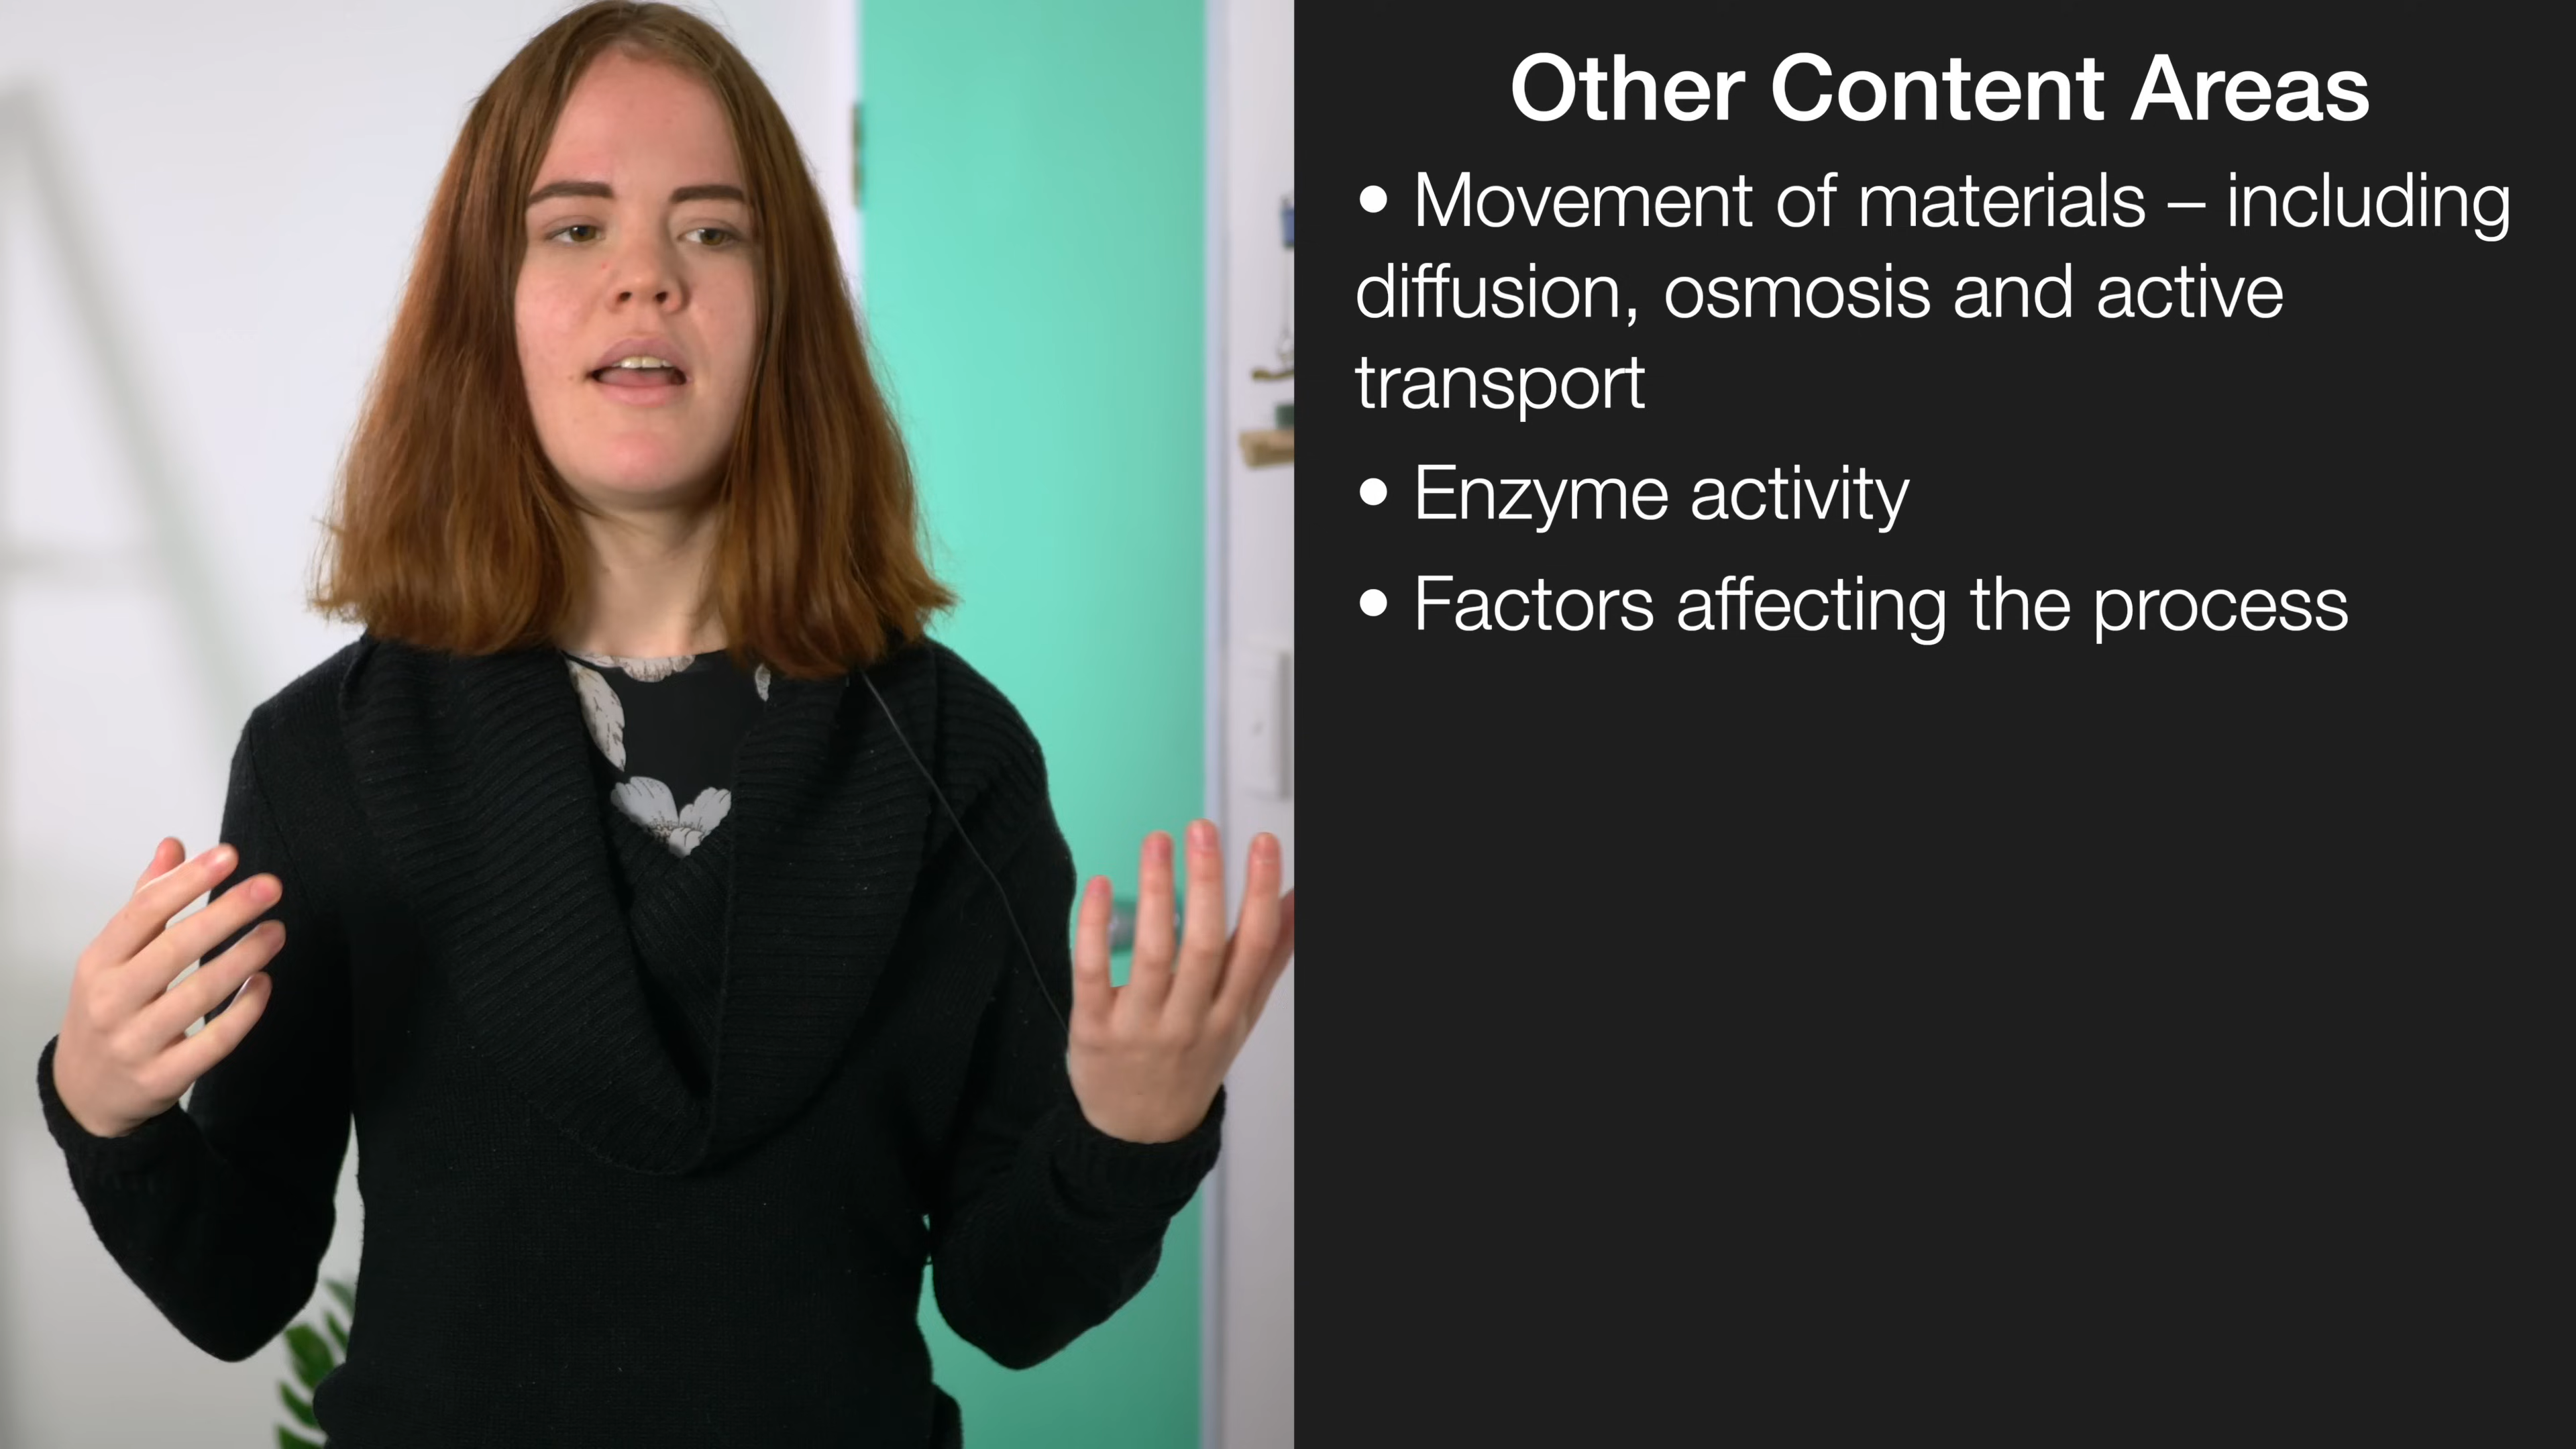 Other Content Areas
• Movement of materials – including
diffusion, osmosis and active
transport
• Enzyme activity
• Factors affecting the process